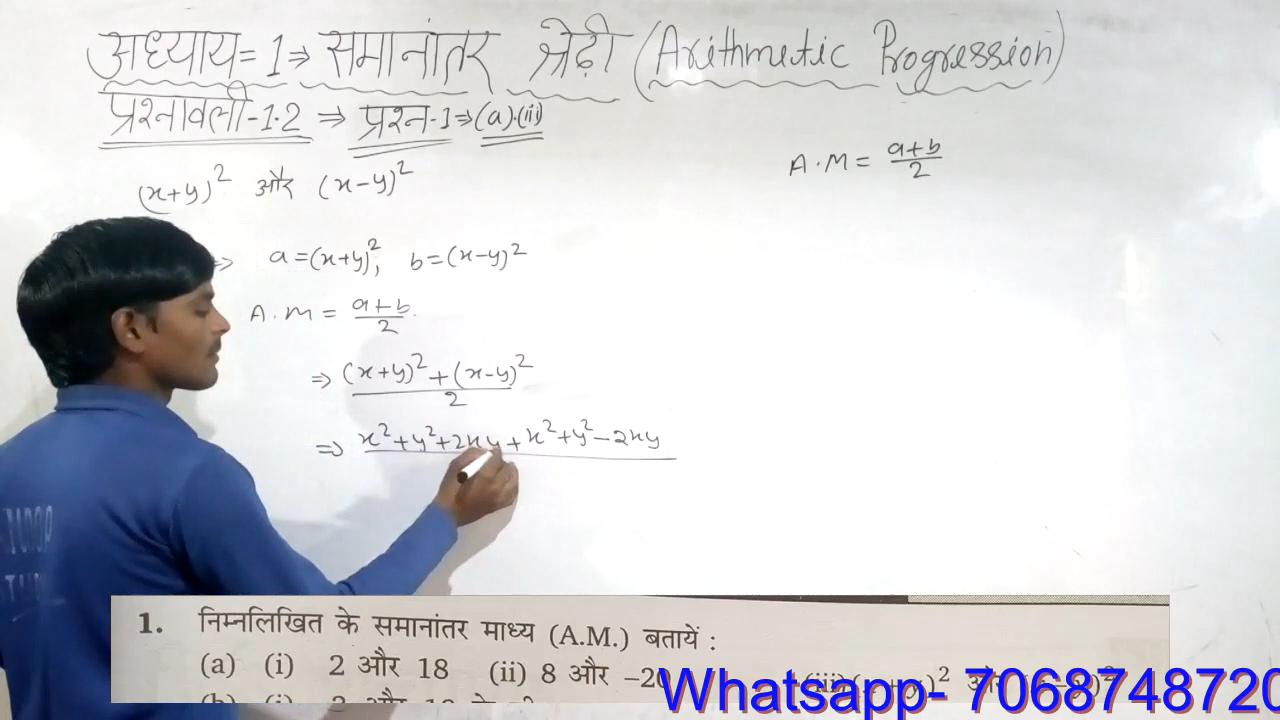 अध्याय = 1 ⇒ समानांतर श्रेढ़ी (Arithmetic Progression)
प्रश्नावली-1.2 ⇒ प्रश्न-1 ⇒ (a).(ii)
A.M = a+b/2
(x+y)² और (x-y)²
⇒ a=(x+y)², b=(x-y)²
A.M = a+b/2
⇒ (x+y)²+(x-y)²/2
⇒ x²+y²+2xy+x²+y²-2xy
1. निम्नलिखित के समानांतर माध्य (A.M.) बतायें :
(a) (i) 2 और 18 (ii) 8 और -20
Whatsapp- 7068748720